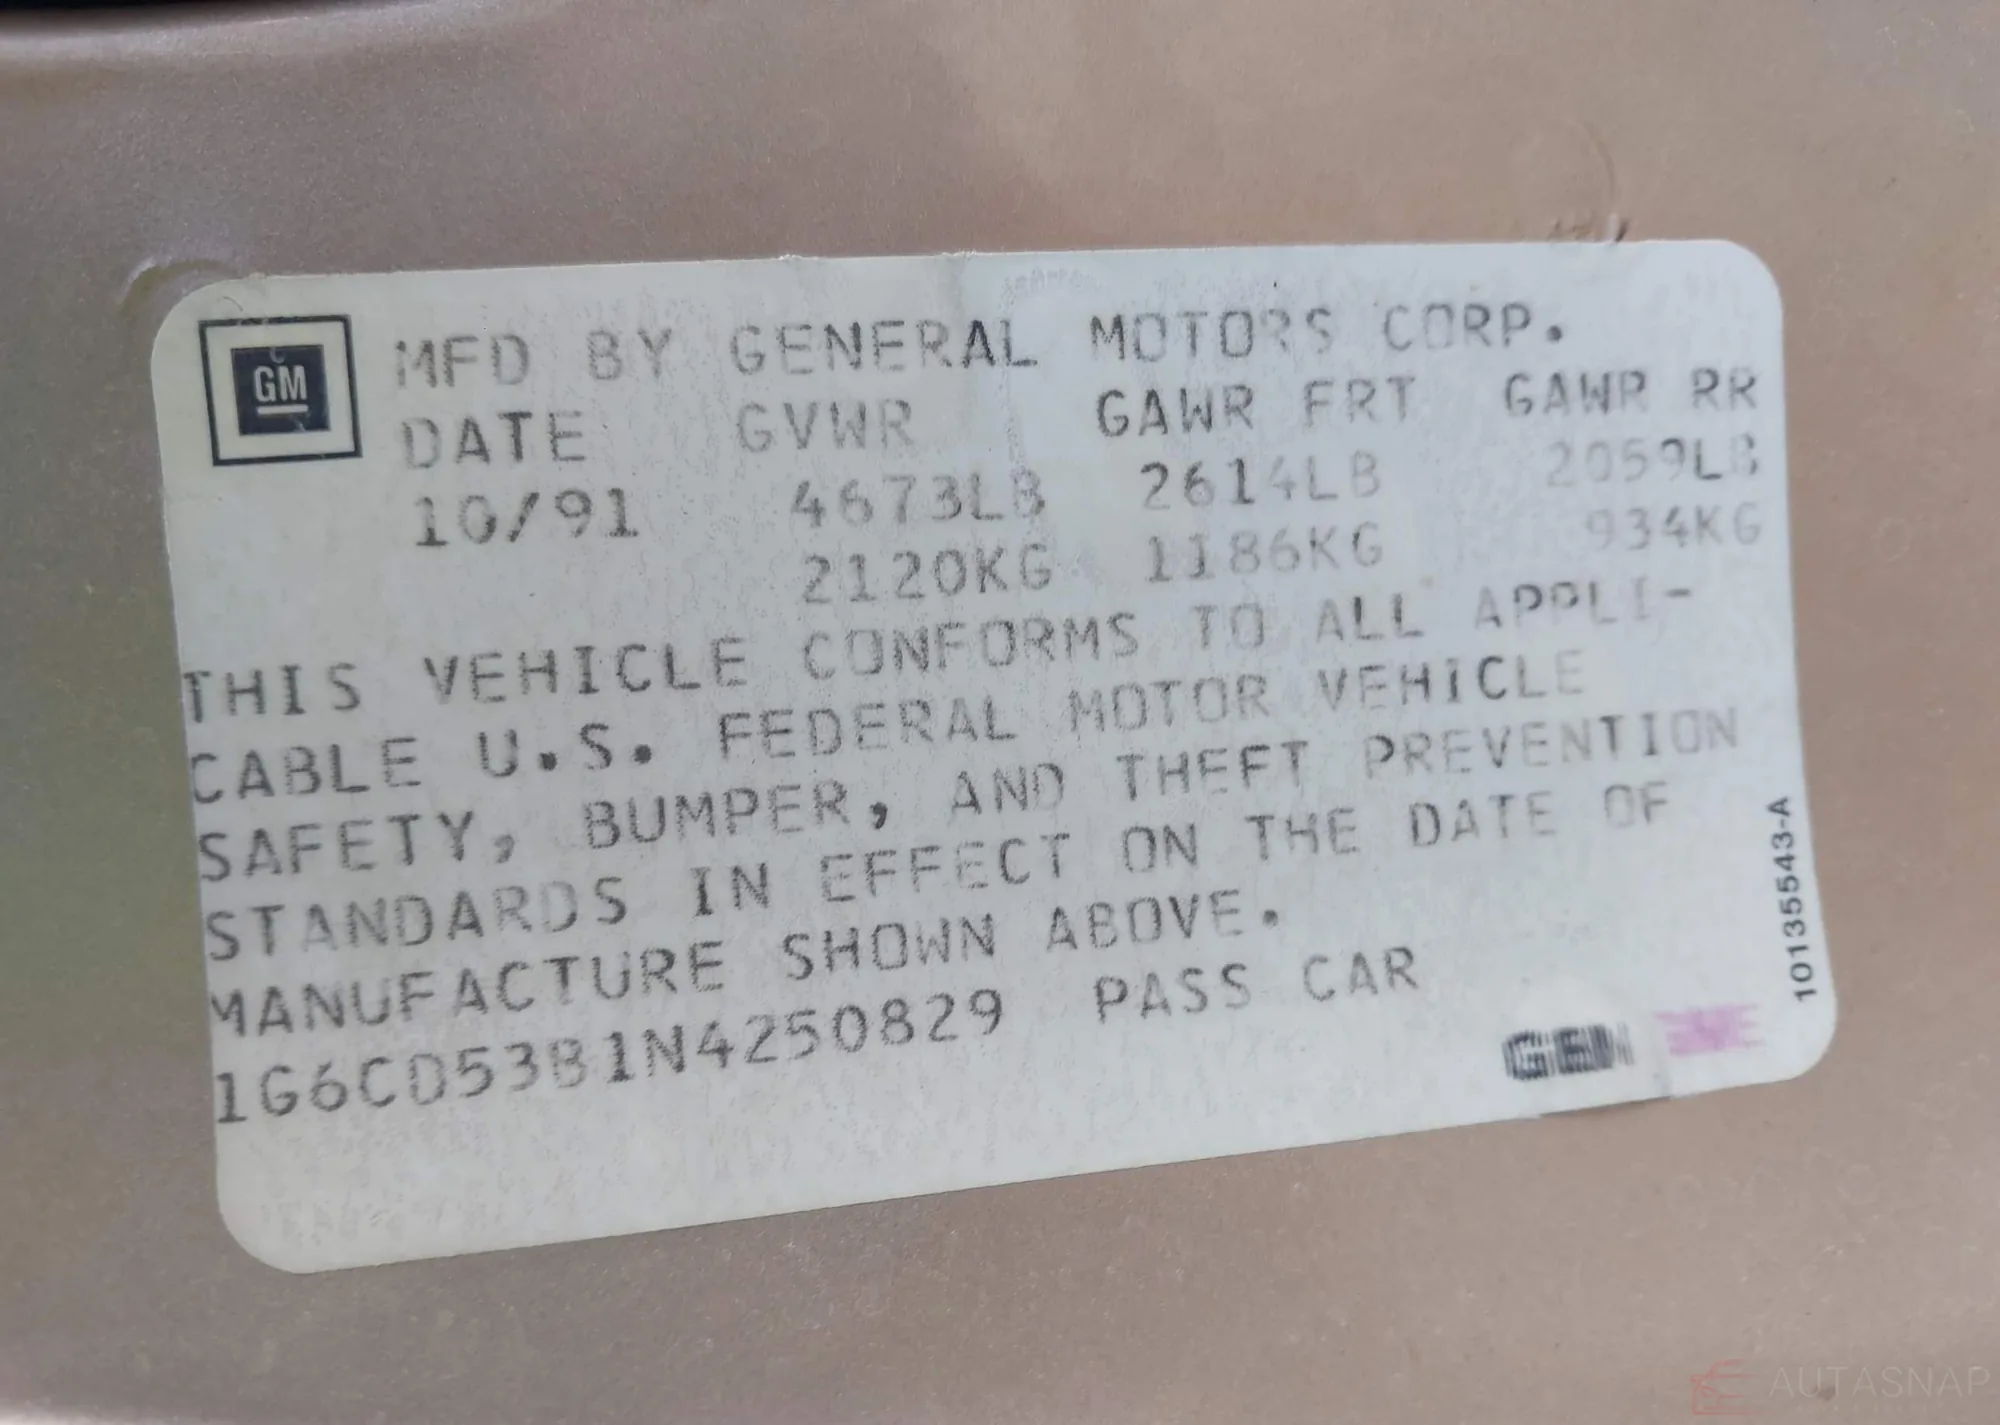 GM
MFD BY GENERAL MOTORS CORP.
DATE GVWR GAWR FRT GAWR RR
10/91 4673LB 2614LB 2059LB
2120KG 1186KG 934KG
THIS VEHICLE CONFORMS TO ALL APPLI-
CABLE U.S. FEDERAL MOTOR VEHICLE
SAFETY, BUMPER, AND THEFT PREVENTION
STANDARDS IN EFFECT ON THE DATE OF
MANUFACTURE SHOWN ABOVE.
1G6CD53B1N4250829 PASS CAR
10135543-A
AUTASNAP